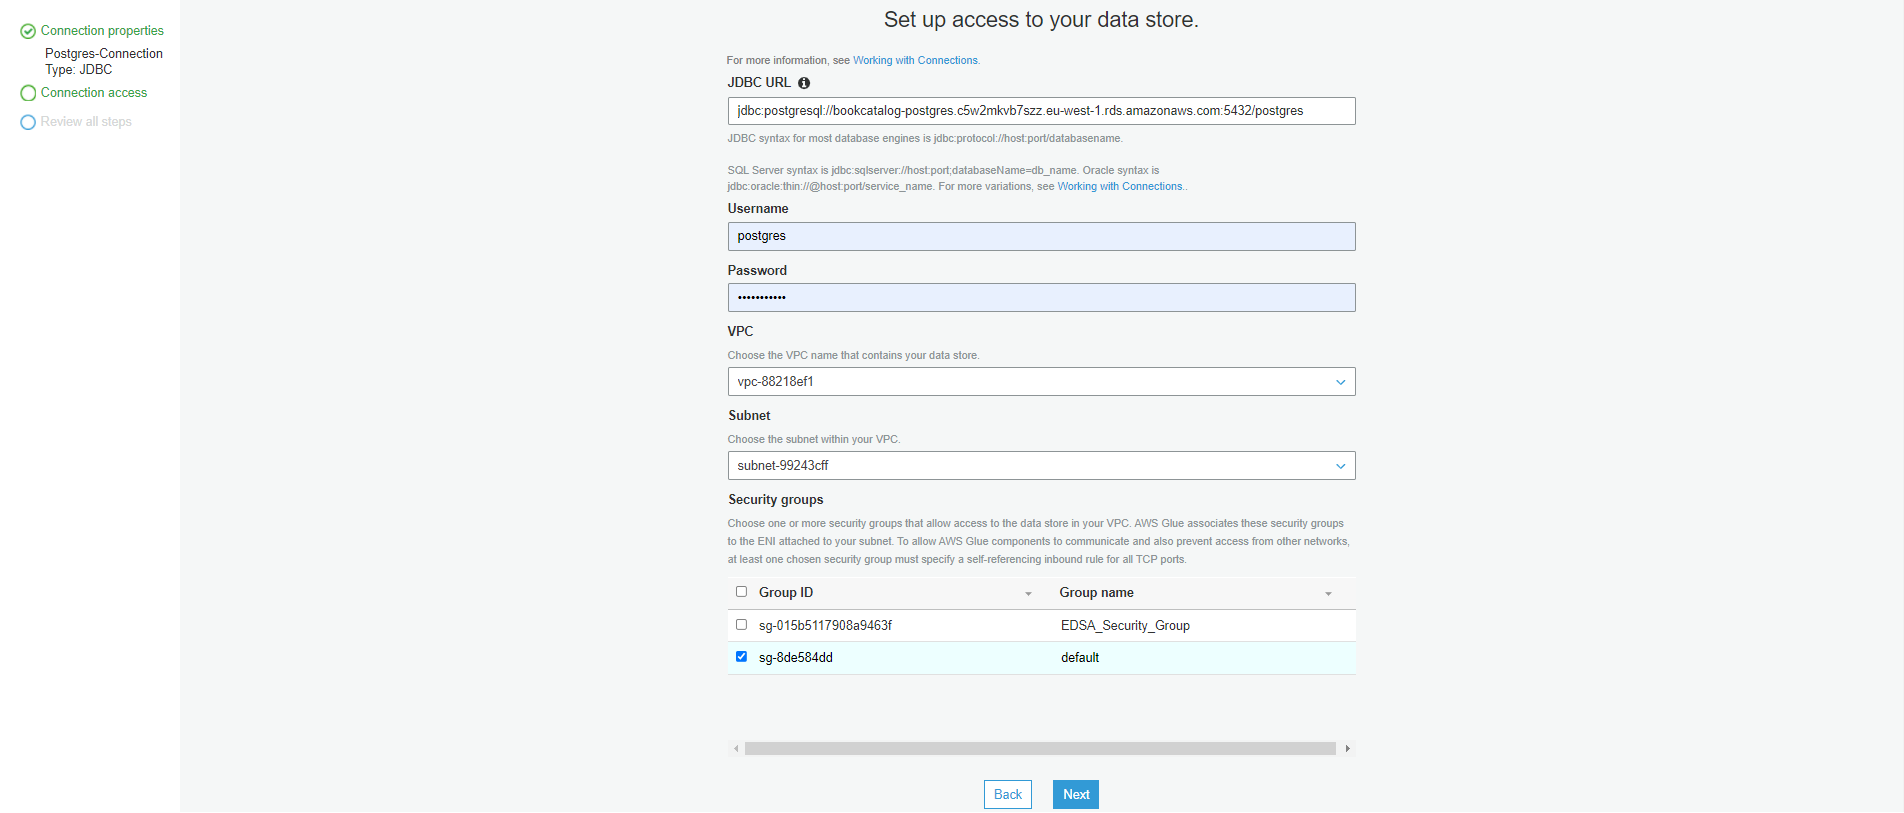 Connection properties
Postgres-Connection
Type: JDBC
Connection access
Review all steps
Set up access to your data store.
For more information, see Working with Connections.
JDBC URL
jdbc:postgresql://bookcatalog-postgres.c5w2mkvb7szz.eu-west-1.rds.amazonaws.com:5432/postgres
JDBC syntax for most database engines is jdbc:protocol://host:port/databasename.
SQL Server syntax is jdbc:sqlserver://host:port;databaseName=db_name. Oracle syntax is
jdbc:oracle:thin://@host:port/service_name. For more variations, see Working with Connections..
Username
postgres
Password
•••••••••••
VPC
Choose the VPC name that contains your data store.
vpc-88218ef1
Subnet
Choose the subnet within your VPC.
subnet-99243cff
Security groups
Choose one or more security groups that allow access to the data store in your VPC. AWS Glue associates these security groups
to the ENI attached to your subnet. To allow AWS Glue components to communicate and also prevent access from other networks,
at least one chosen security group must specify a self-referencing inbound rule for all TCP ports.
Group ID Group name
sg-015b5117908a9463f EDSA_Security_Group
sg-8de584dd default
Back Next